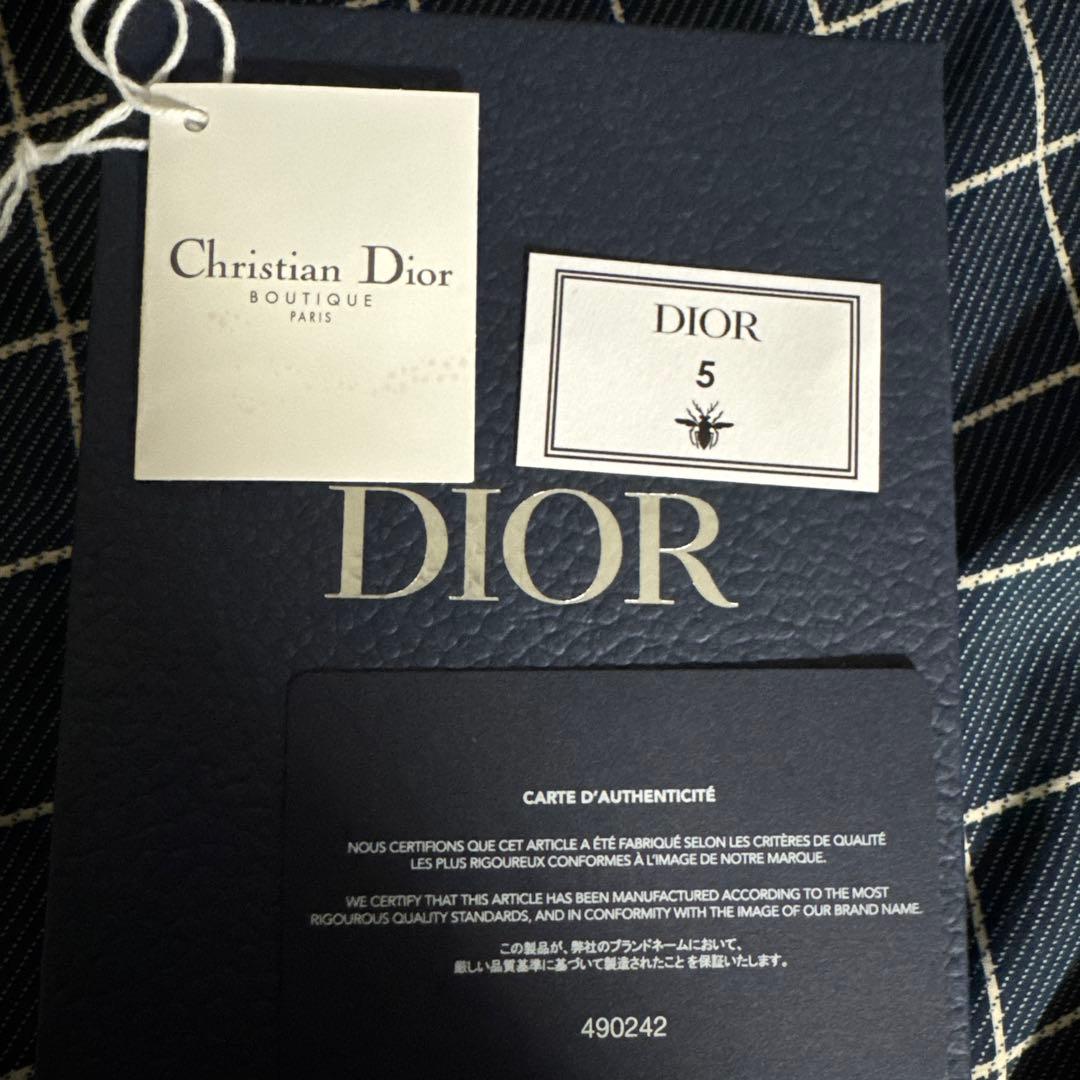 Christian Dior
BOUTIQUE
PARIS
DIOR
5
DIOR
CARTE D'AUTHENTICITÉ
NOUS CERTIFIONS QUE CET ARTICLE A ÉTÉ FABRIQUÉ SELON LES CRITÈRES DE QUALITÉ
LES PLUS RIGOUREUX CONFORMES À L'IMAGE DE NOTRE MARQUE.
WE CERTIFY THAT THIS ARTICLE HAS BEEN MANUFACTURED ACCORDING TO THE MOST
RIGOUROUS QUALITY STANDARDS, AND IN CONFORMITY WITH THE IMAGE OF OUR BRAND NAME.
この製品が、弊社のブランドネームにおいて、
厳しい品質基準に基づいて製造されたことを保証いたします。
490242